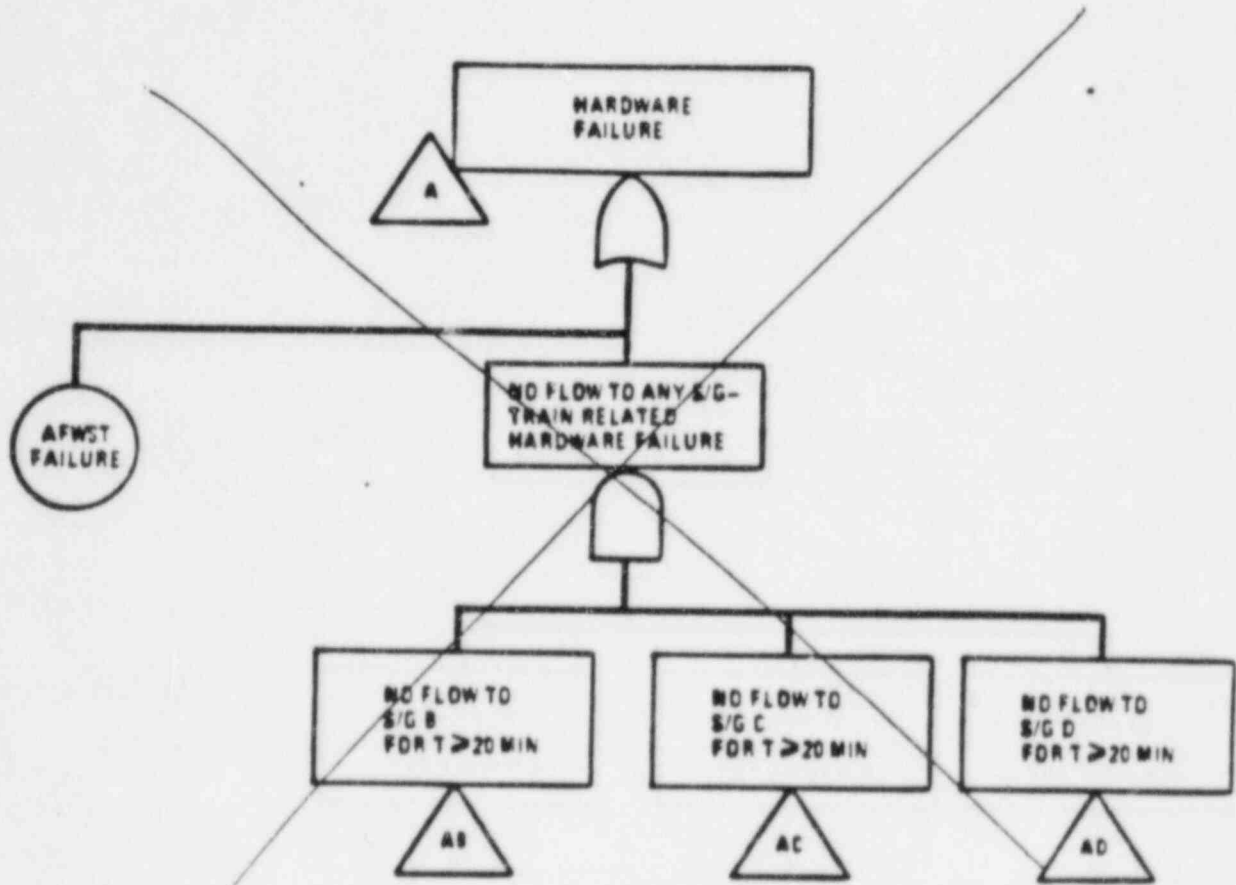 HARDWARE
FAILURE
A
AFWST
FAILURE
NO FLOW TO ANY S/G–
TRAIN RELATED
HARDWARE FAILURE
NO FLOW TO
S/G B
FOR T ⩾20 MIN
NO FLOW TO
S/G C
FOR T ⩾20 MIN
NO FLOW TO
S/G D
FOR T ⩾20 MIN
AB
AC
AD